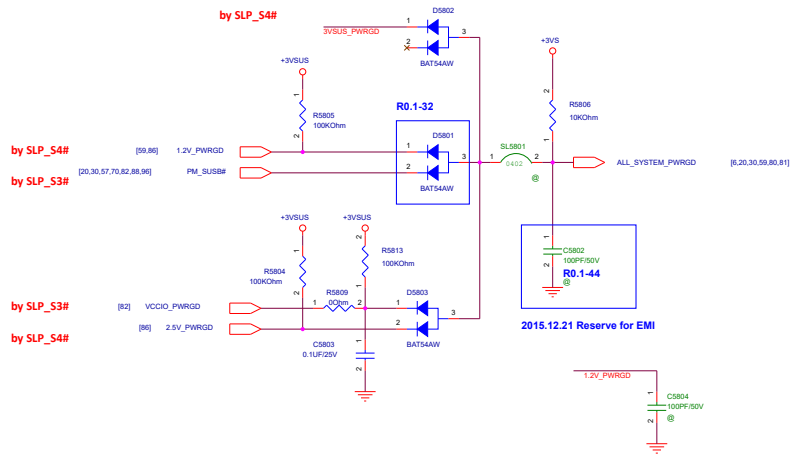 by SLP_S4#
D5802
1
3VSUS_PWRGD
3
2
BAT54AW
+3VS
+3VSUS
1
R5805
100KOhm
2
R0.1-32
2
R5806
10KOhm
1
D5801
by SLP_S4#
[59,86]
1.2V_PWRGD
1
3
1
SL5801
2
0402
@
ALL_SYSTEM_PWRGD
[6,20,30,59,80,81]
by SLP_S3#
[20,30,57,70,82,88,96]
PM_SUSB#
2
BAT54AW
+3VSUS
+3VSUS
1
R5804
100KOhm
2
2
R5813
100KOhm
1
1
C5802
100PF/50V
2
R0.1-44
@
R5809
0Ohm
D5803
by SLP_S3#
[82]
VCCIO_PWRGD
1
2
1
3
[86]
2.5V_PWRGD
2
by SLP_S4#
BAT54AW
2015.12.21 Reserve for EMI
C5803
0.1UF/25V
1
2
1.2V_PWRGD
1
C5804
100PF/50V
2
@